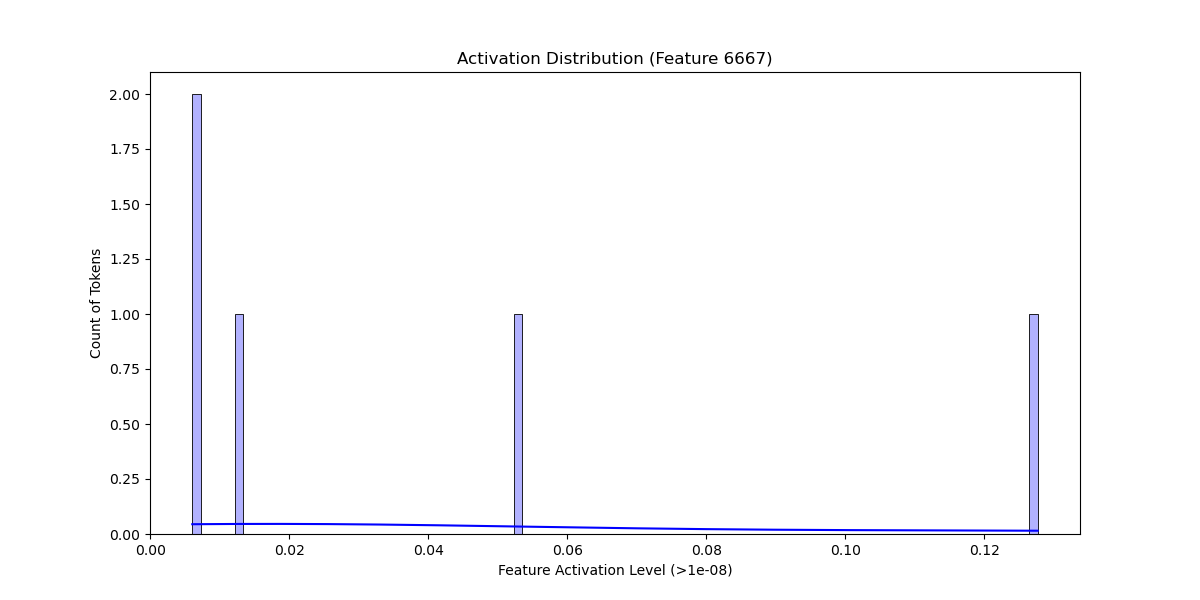 Activation Distribution (Feature 6667)
2.00
1.75
1.50
1.25
1.00
0.75
0.50
0.25
0.00
Count of Tokens
0.00 0.02 0.04 0.06 0.08 0.10 0.12
Feature Activation Level (>1e-08)